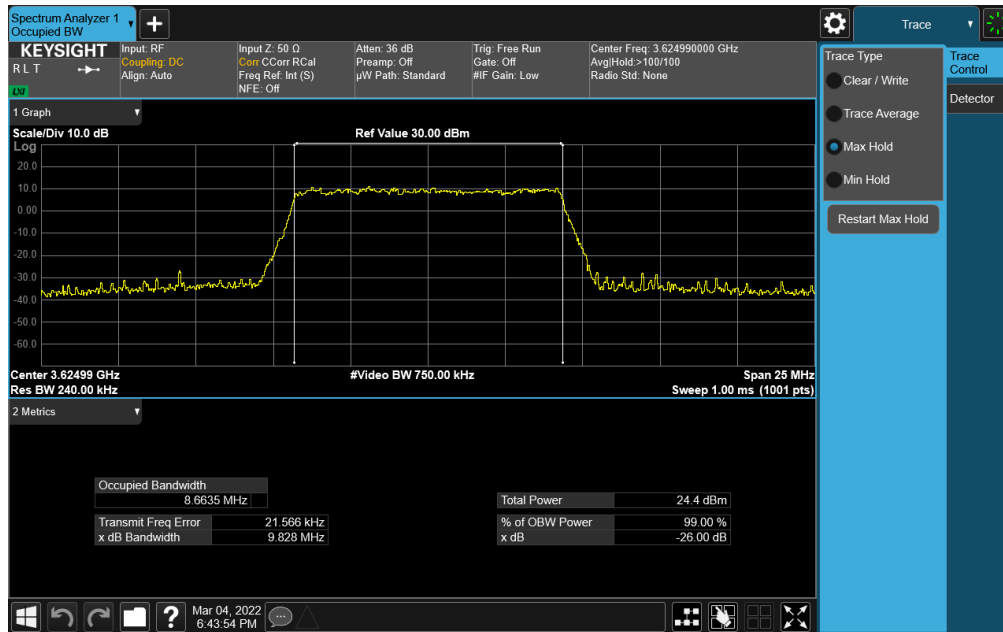 Spectrum Analyzer 1
Occupied BW
Trace
KEYSIGHT
R L T
LXI
Input: RF
Coupling: DC
Align: Auto
Input Z: 50 Ω
Corr CCorr RCal
Freq Ref: Int (S)
NFE: Off
Atten: 36 dB
Preamp: Off
µW Path: Standard
Trig: Free Run
Gate: Off
#IF Gain: Low
Center Freq: 3.624990000 GHz
Avg|Hold:>100/100
Radio Std: None
Trace Type
Clear / Write
Trace Average
Max Hold
Min Hold
Restart Max Hold
Trace
Control
Detector
1 Graph
Scale/Div 10.0 dB
Ref Value 30.00 dBm
Log
20.0
10.0
0.00
-10.0
-20.0
-30.0
-40.0
-50.0
-60.0
Center 3.62499 GHz
#Video BW 750.00 kHz
Span 25 MHz
Res BW 240.00 kHz
Sweep 1.00 ms (1001 pts)
2 Metrics
Occupied Bandwidth
8.6635 MHz
Total Power 24.4 dBm
Transmit Freq Error 21.566 kHz
% of OBW Power 99.00 %
x dB Bandwidth 9.828 MHz
x dB -26.00 dB
?
Mar 04, 2022
6:43:54 PM